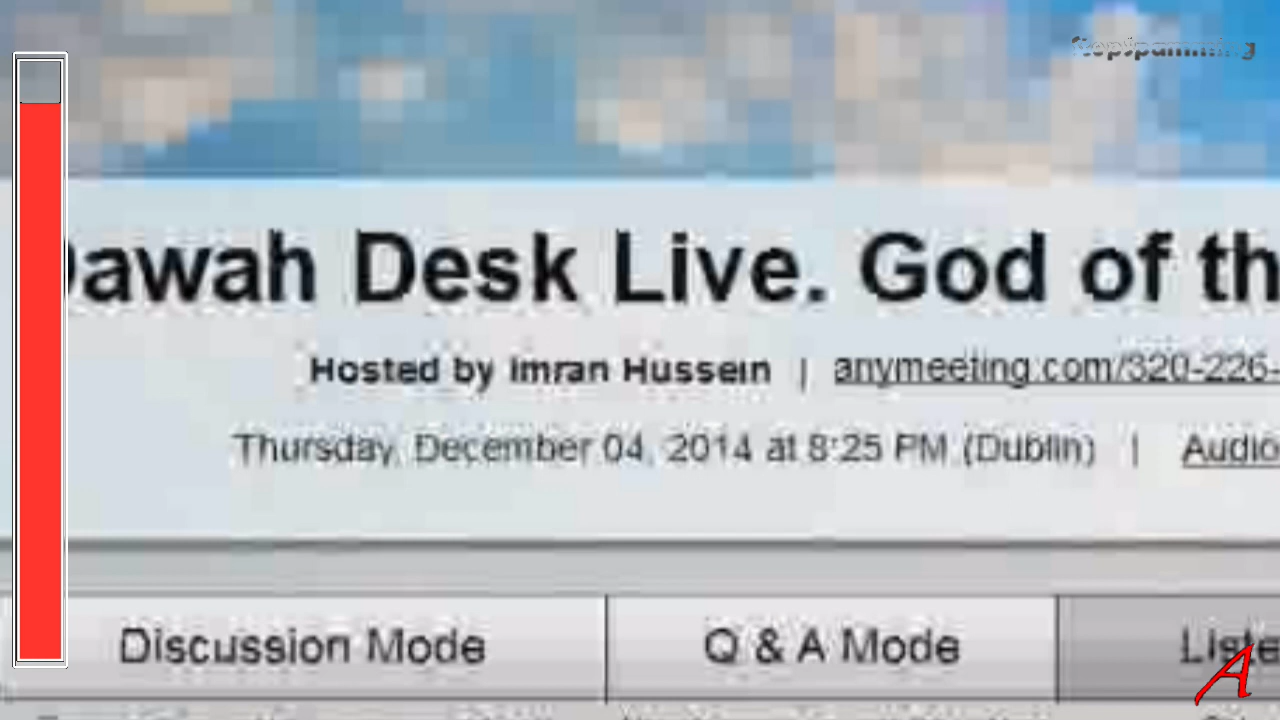 StopSpamming
Dawah Desk Live. God of th
Hosted by Imran Hussein | anymeeting.com/320-226-
Thursday, December 04, 2014 at 8:25 PM (Dublin) | Audio
Discussion Mode
Q & A Mode
Liste
A